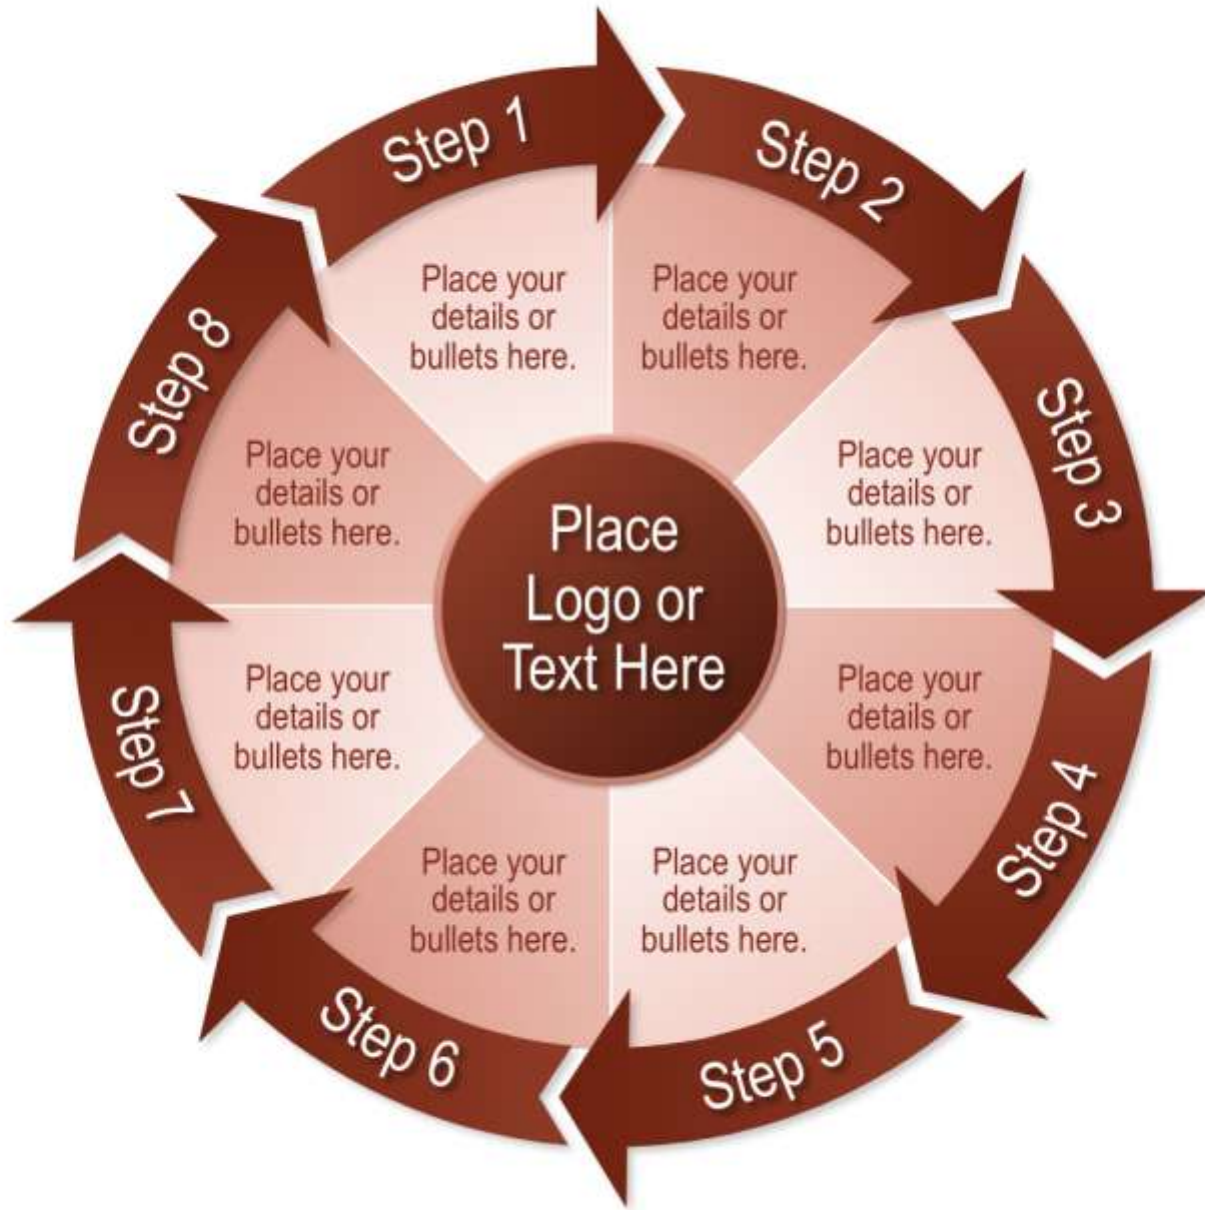 Step 1
Place your
details or
bullets here.
Step 2
Place your
details or
bullets here.
Step 3
Place your
details or
bullets here.
Step 4
Place your
details or
bullets here.
Step 5
Place your
details or
bullets here.
Step 6
Place your
details or
bullets here.
Step 7
Place your
details or
bullets here.
Step 8
Place your
details or
bullets here.
Place
Logo or
Text Here